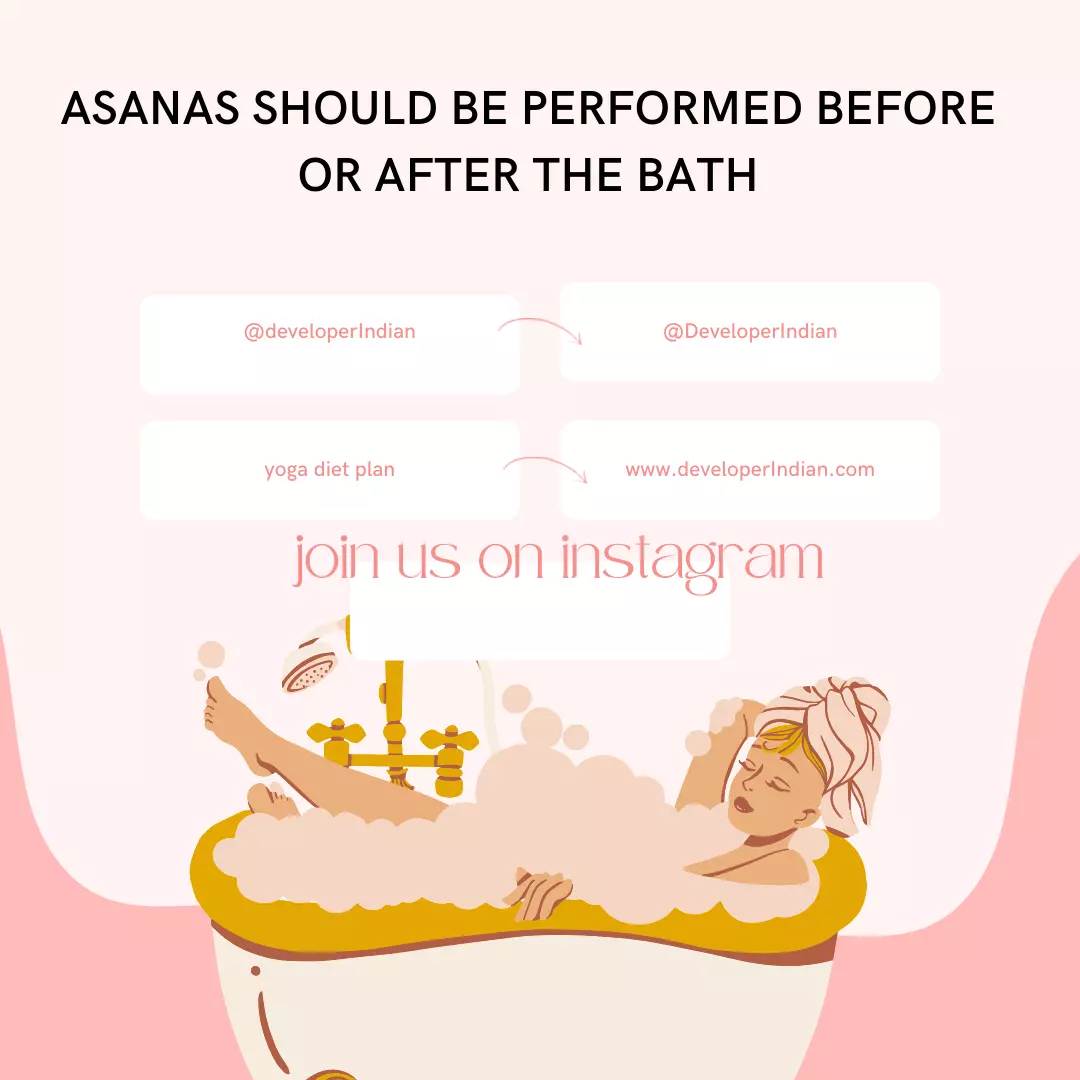 ASANAS SHOULD BE PERFORMED BEFORE
OR AFTER THE BATH
@developerIndian
@DeveloperIndian
yoga diet plan
www.developerIndian.com
join us on instagram